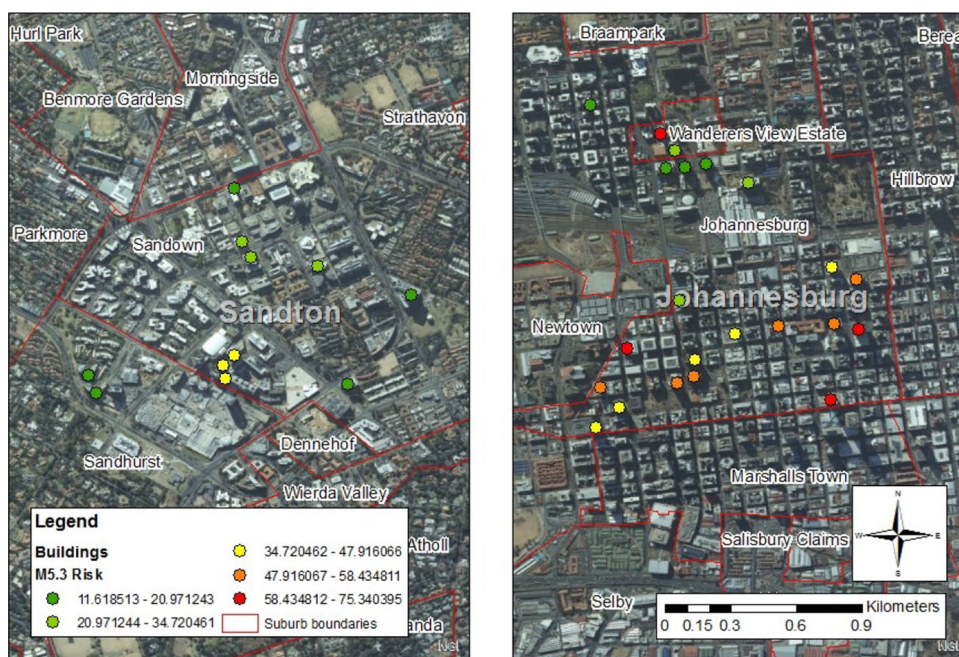 Hurl Park
Morningside
Benmore Gardens
Strathavon
Parkmore
Sandown
Sandton
Sandhurst
Dennehof
Wierda Valley
Atholl
anda
Legend
Buildings
M5.3 Risk
11.618513 - 20.971243
20.971244 - 34.720461
34.720462 - 47.916066
47.916067 - 58.434811
58.434812 - 75.340395
Suburb boundaries
Braampark
Berea
Wanderers View Estate
Hillbrow
Johannesburg
Johannesburg
Newtown
Marshalls Town
Salisbury Claims
Selby
N
W
E
S
Kilometers
0 0.15 0.3 0.6 0.9